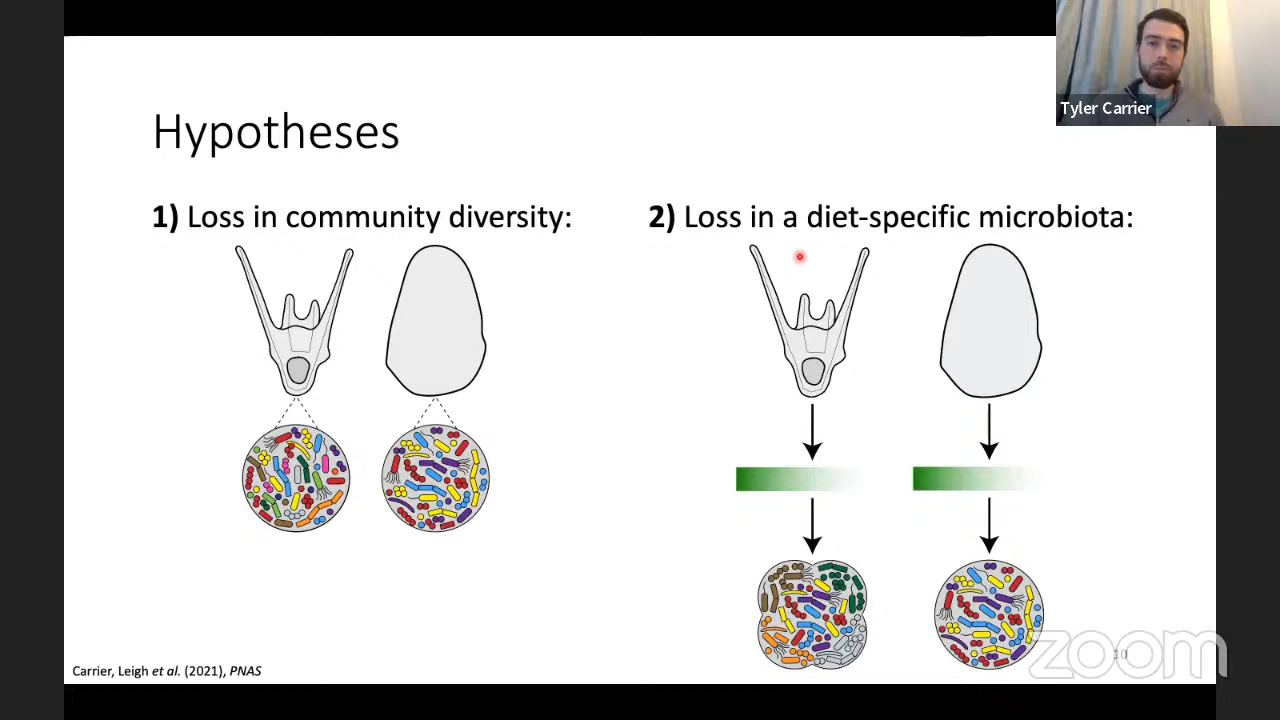 Tyler Carrier
Hypotheses
1) Loss in community diversity:
2) Loss in a diet-specific microbiota:
Carrier, Leigh et al. (2021), PNAS
10
zoom